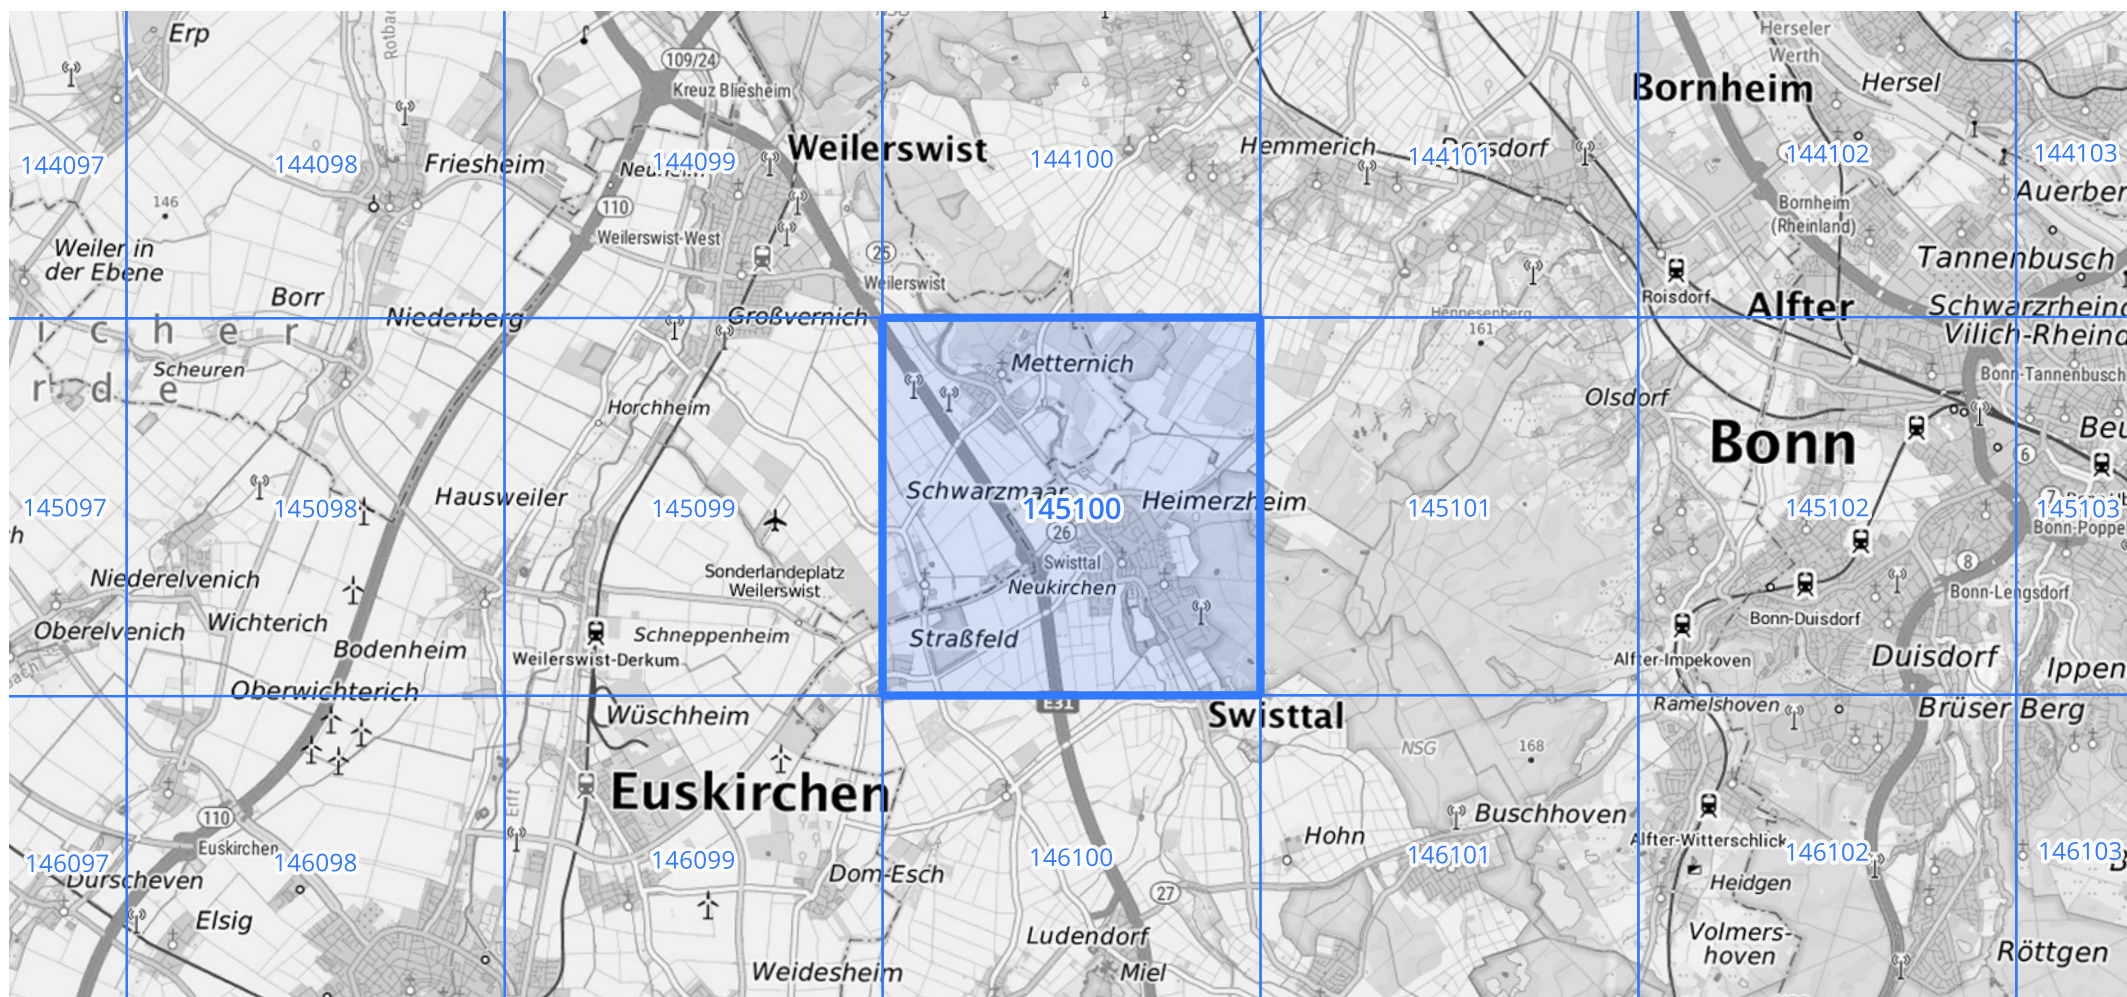 Erp
Rotba
109/24
Kreuz Bliesheim
Herseler
Werth
Bornheim
Hersel
Weilerswist
Hemmerich
144097
144098
Friesheim
144099
144100
144101
144102
144103
146
110
Weilerswist-West
Auerber
Bornheim
(Rheinland)
Weiler in
der Ebene
25
Weilerswist
Tannenbusch
Borr
Roisdorf
Alfter
Schwarzrhein
Niederberg
Großvernich
Hennesenberg
161
i c h e r
r d e
Scheuren
Metternich
Vilich-Rheind
Bonn-Tannenbusch
Horchheim
Olsdorf
Bonn
Beu
6
Hausweiler
Schwarzmaar
Heimerzheim
145097
145098
145099
145100
145101
145102
145103
7
h
26
Bonn-Poppe
Swisttal
8
Niederelvenich
Sonderlandeplatz
Weilerswist
Neukirchen
Bonn-Lengsdorf
Wichterich
Oberelvenich
Schneppenheim
Straßfeld
Bonn-Duisdorf
Bodenheim
Weilerswist-Derkum
Alfter-Impekoven
Duisdorf
Ippen
Oberwichterich
E31
Ramelshoven
Wüschheim
Swisttal
Brüser Berg
NSG
168
Euskirchen
Erft
110
Buschhoven
Euskirchen
Hohn
Alfter-Witterschlick
146097
146098
146099
146100
146101
146102
146103
Dürscheven
Dom-Esch
27
Heidgen
Elsig
Ludendorf
Volmers-
hoven
Röttgen
Weidesheim
Miel